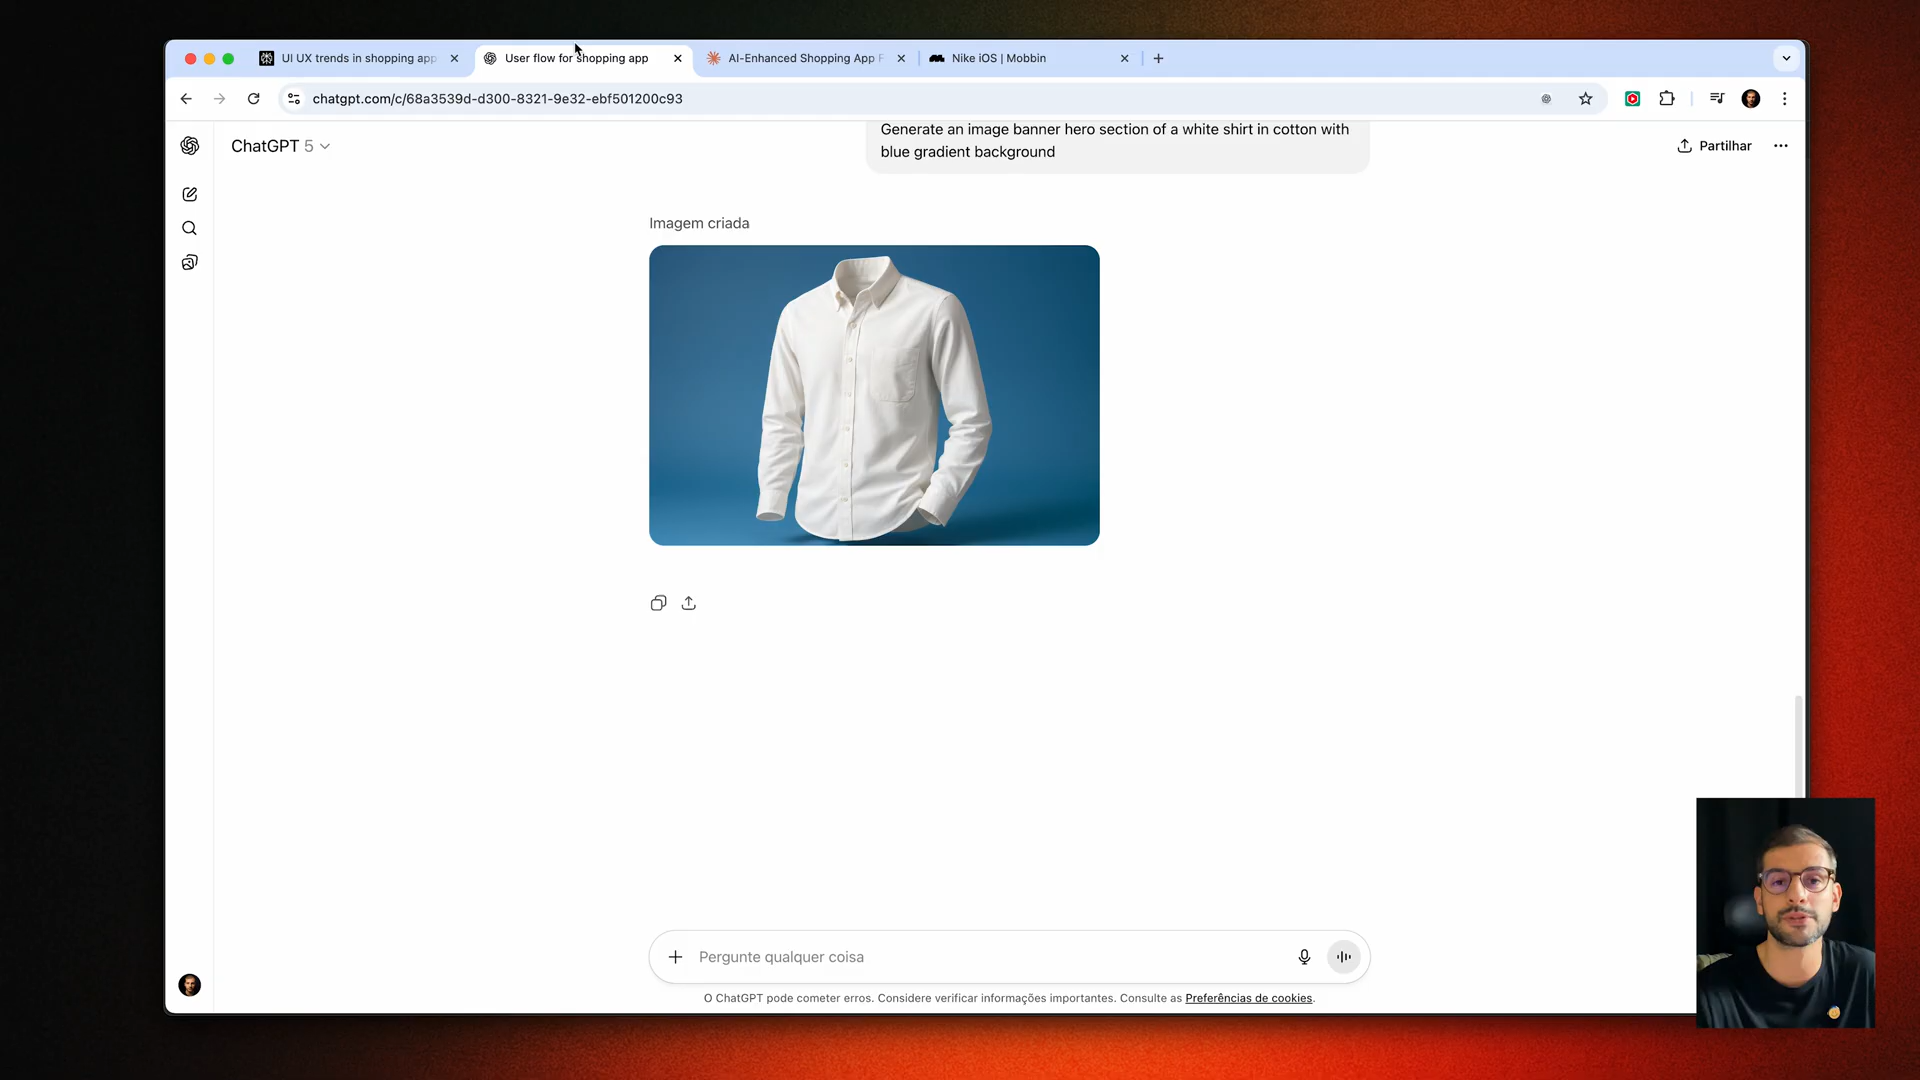 UI UX trends in shopping app
User flow for shopping app
AI-Enhanced Shopping App F
Nike iOS | Mobbin
chatgpt.com/c/68a3539d-d300-8321-9e32-ebf501200c93
ChatGPT 5
Partilhar
Generate an image banner hero section of a white shirt in cotton with
blue gradient background
Imagem criada
Pergunte qualquer coisa
O ChatGPT pode cometer erros. Considere verificar informações importantes. Consulte as Preferências de cookies.